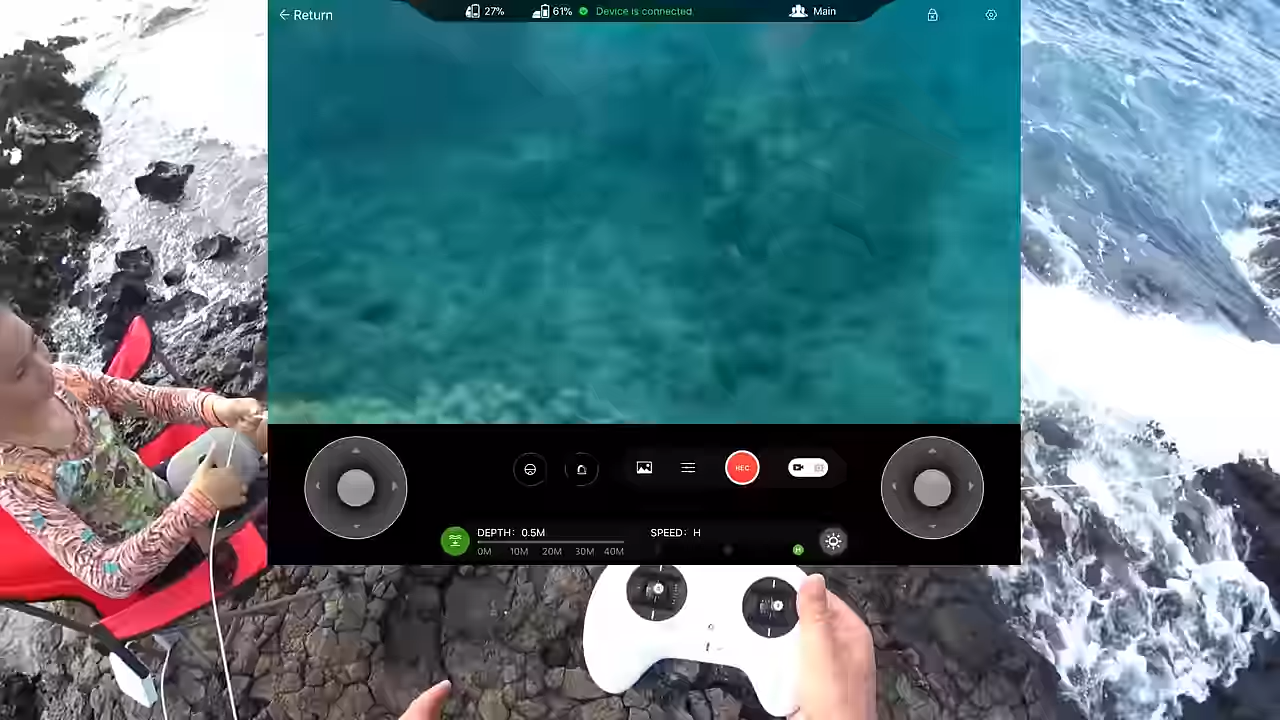 Return
27%
61%
Device is connected.
Main
REC
DEPTH: 0.5M
SPEED: H
0M 10M 20M 30M 40M
H